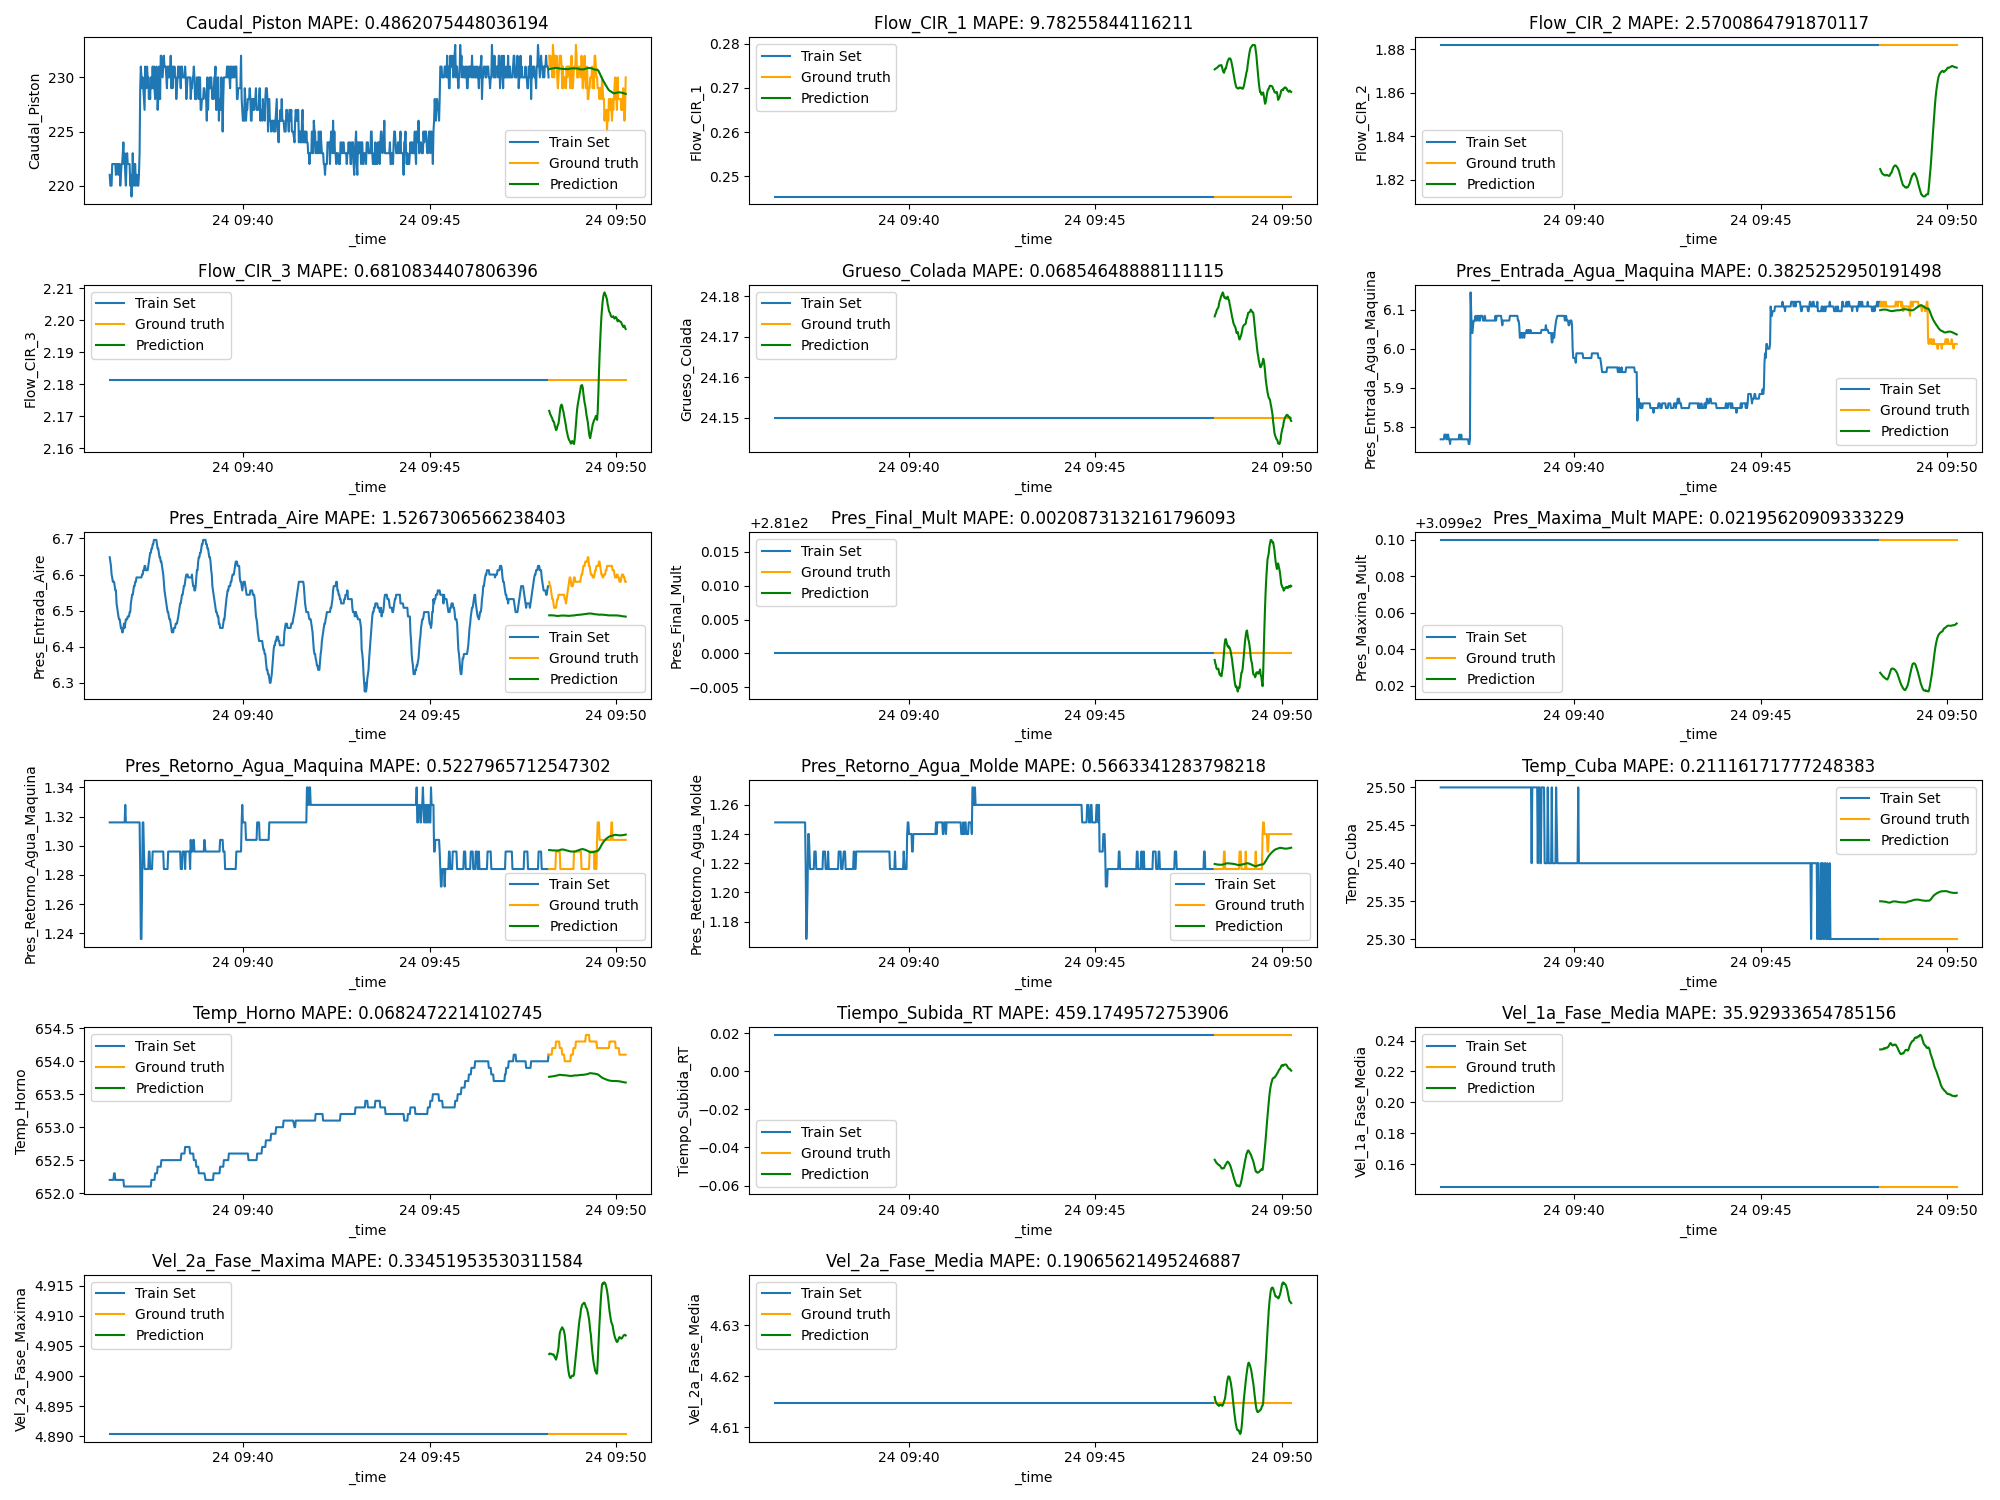 Caudal_Piston MAPE: 0.4862075448036194
Caudal_Piston
230
225
220
Train Set
Ground truth
Prediction
24 09:40
24 09:45
24 09:50
_time
Flow_CIR_1 MAPE: 9.78255844116211
Flow_CIR_1
0.28
0.27
0.26
0.25
Train Set
Ground truth
Prediction
24 09:40
24 09:45
24 09:50
_time
Flow_CIR_2 MAPE: 2.5700864791870117
Flow_CIR_2
1.88
1.86
1.84
1.82
Train Set
Ground truth
Prediction
24 09:40
24 09:45
24 09:50
_time
Flow_CIR_3 MAPE: 0.6810834407806396
Flow_CIR_3
2.21
2.20
2.19
2.18
2.17
2.16
Train Set
Ground truth
Prediction
24 09:40
24 09:45
24 09:50
_time
Grueso_Colada MAPE: 0.06854648888111115
Grueso_Colada
24.18
24.17
24.16
24.15
Train Set
Ground truth
Prediction
24 09:40
24 09:45
24 09:50
_time
Pres_Entrada_Agua_Maquina MAPE: 0.3825252950191498
Pres_Entrada_Agua_Maquina
6.1
6.0
5.9
5.8
Train Set
Ground truth
Prediction
24 09:40
24 09:45
24 09:50
_time
Pres_Entrada_Aire MAPE: 1.5267306566238403
Pres_Entrada_Aire
6.7
6.6
6.5
6.4
6.3
Train Set
Ground truth
Prediction
24 09:40
24 09:45
24 09:50
_time
Pres_Final_Mult MAPE: 0.0020873132161796093
+2.81e2
Pres_Final_Mult
0.015
0.010
0.005
0.000
−0.005
Train Set
Ground truth
Prediction
24 09:40
24 09:45
24 09:50
_time
Pres_Maxima_Mult MAPE: 0.02195620909333229
+3.099e2
Pres_Maxima_Mult
0.10
0.08
0.06
0.04
0.02
Train Set
Ground truth
Prediction
24 09:40
24 09:45
24 09:50
_time
Pres_Retorno_Agua_Maquina MAPE: 0.5227965712547302
Pres_Retorno_Agua_Maquina
1.34
1.32
1.30
1.28
1.26
1.24
Train Set
Ground truth
Prediction
24 09:40
24 09:45
24 09:50
_time
Pres_Retorno_Agua_Molde MAPE: 0.5663341283798218
Pres_Retorno_Agua_Molde
1.26
1.24
1.22
1.20
1.18
Train Set
Ground truth
Prediction
24 09:40
24 09:45
24 09:50
_time
Temp_Cuba MAPE: 0.21116171777248383
Temp_Cuba
25.50
25.45
25.40
25.35
25.30
Train Set
Ground truth
Prediction
24 09:40
24 09:45
24 09:50
_time
Temp_Horno MAPE: 0.0682472214102745
Temp_Horno
654.5
654.0
653.5
653.0
652.5
652.0
Train Set
Ground truth
Prediction
24 09:40
24 09:45
24 09:50
_time
Tiempo_Subida_RT MAPE: 459.1749572753906
Tiempo_Subida_RT
0.02
0.00
−0.02
−0.04
−0.06
Train Set
Ground truth
Prediction
24 09:40
24 09:45
24 09:50
_time
Vel_1a_Fase_Media MAPE: 35.92933654785156
Vel_1a_Fase_Media
0.24
0.22
0.20
0.18
0.16
Train Set
Ground truth
Prediction
24 09:40
24 09:45
24 09:50
_time
Vel_2a_Fase_Maxima MAPE: 0.33451953530311584
Vel_2a_Fase_Maxima
4.915
4.910
4.905
4.900
4.895
4.890
Train Set
Ground truth
Prediction
24 09:40
24 09:45
24 09:50
_time
Vel_2a_Fase_Media MAPE: 0.19065621495246887
Vel_2a_Fase_Media
4.63
4.62
4.61
Train Set
Ground truth
Prediction
24 09:40
24 09:45
24 09:50
_time